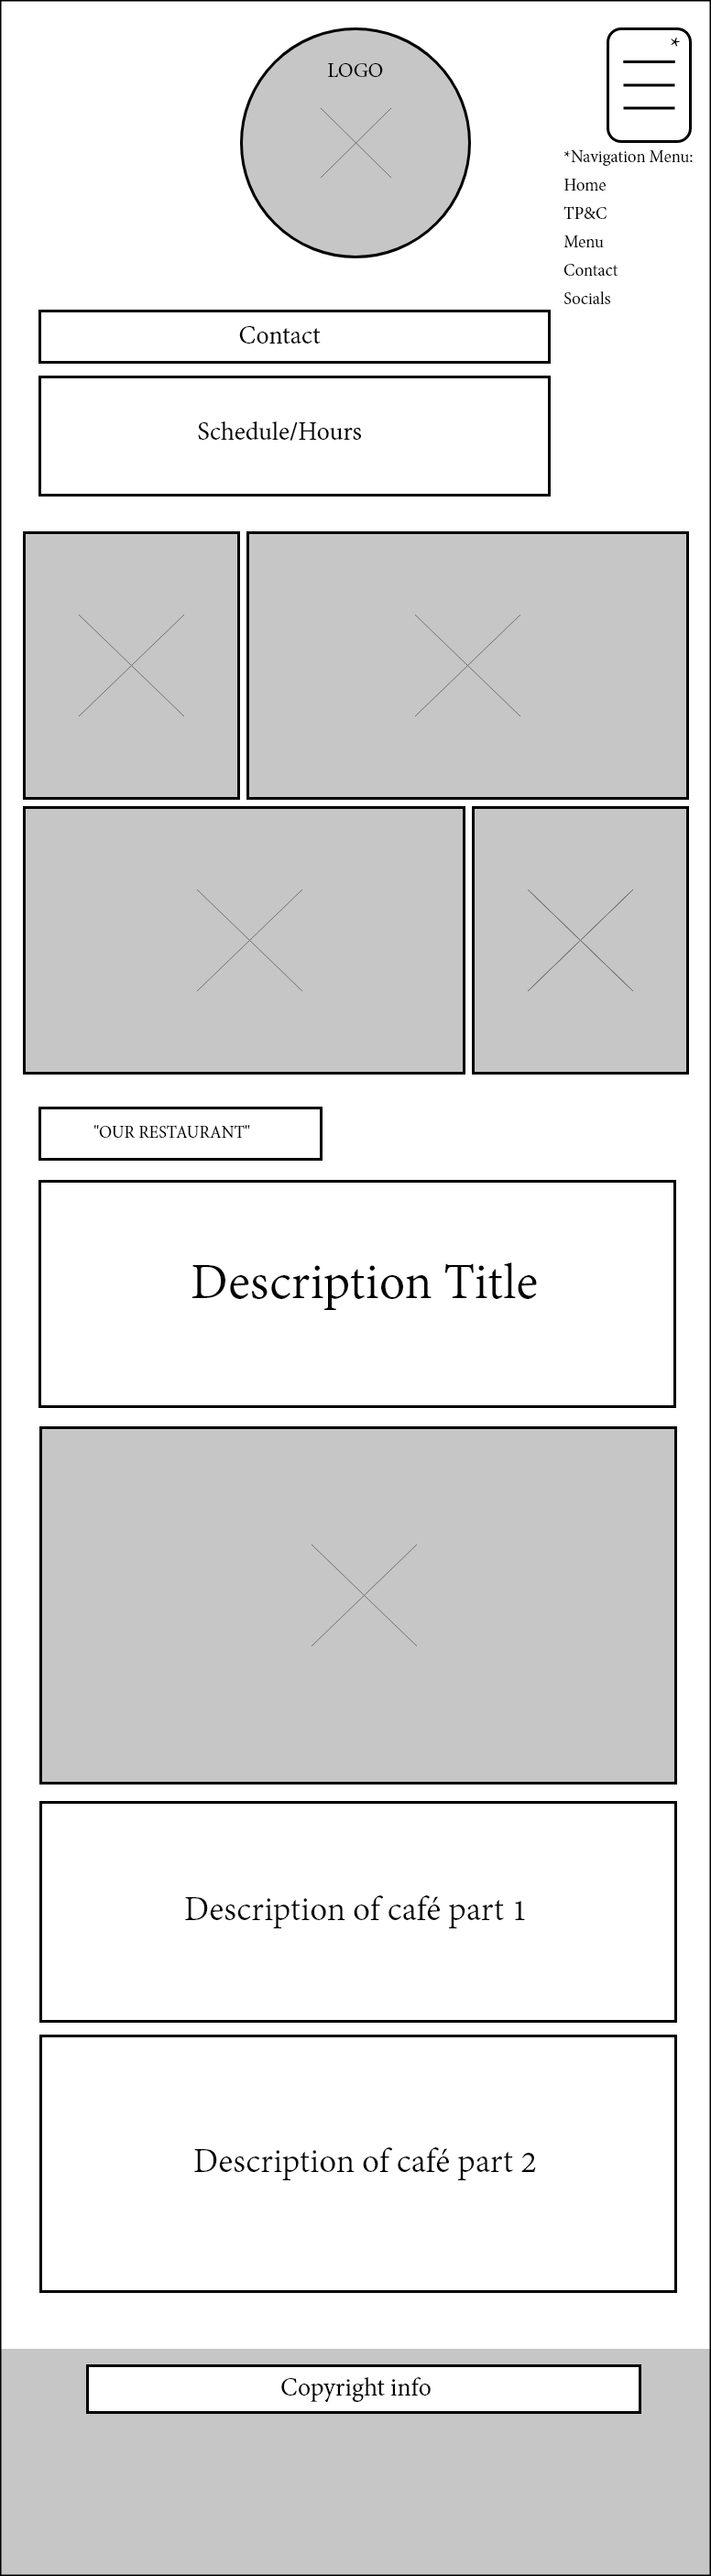 LOGO
*
*Navigation Menu:
Home
TP&C
Menu
Contact
Socials
Contact
Schedule/Hours
"OUR RESTAURANT"
Description Title
Description of café part 1
Description of café part 2
Copyright info